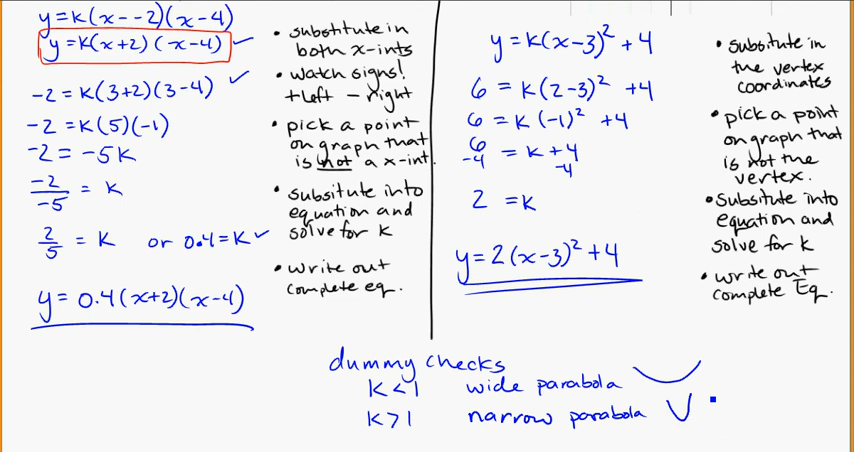 y = k(x - -2)(x-4)
y = k(x+2)(x-4) ✓
-2 = k(3+2)(3-4) ✓
-2 = k(5)(-1)
-2 = -5k
-2/-5 = k
2/5 = k or 0.4 = k ✓
y = 0.4(x+2)(x-4)
• substitute in
both x-ints
• watch signs!
+left - right
• pick a point
on graph that
is not a x-int.
• subsitute into
equation and
solve for k
• write out
complete eq.
y = k(x-3)² + 4
6 = k(2-3)² + 4
6 = k(-1)² + 4
6 = k + 4
-4 -4
2 = k
y = 2(x-3)² + 4
• subsitute in
the vertex
coordinates
• pick a point
on graph that
is not the
vertex.
• Subsitute into
equation and
solve for k
• write out
complete Eq.
dummy checks
k < 1 wide parabola
k > 1 narrow parabola